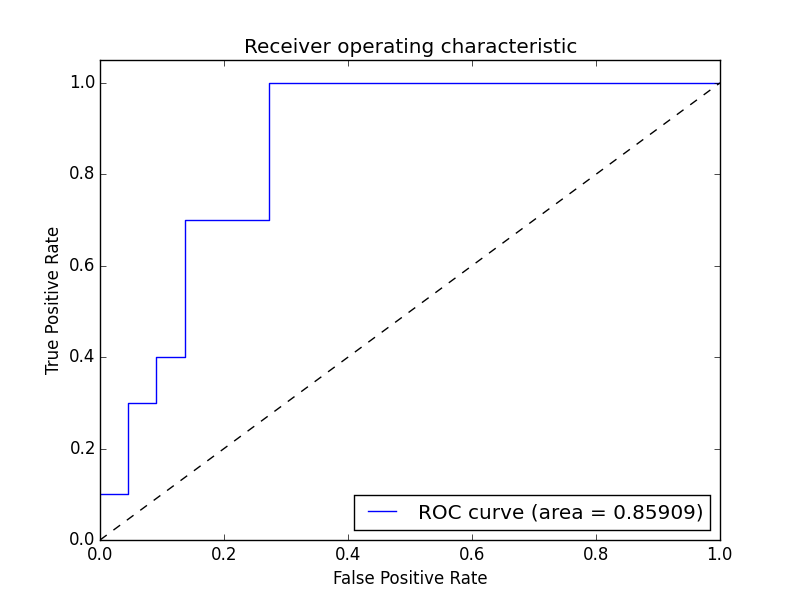 Receiver operating characteristic
1.0
0.8
0.6
0.4
0.2
0.0
True Positive Rate
ROC curve (area = 0.85909)
0.0 0.2 0.4 0.6 0.8 1.0
False Positive Rate